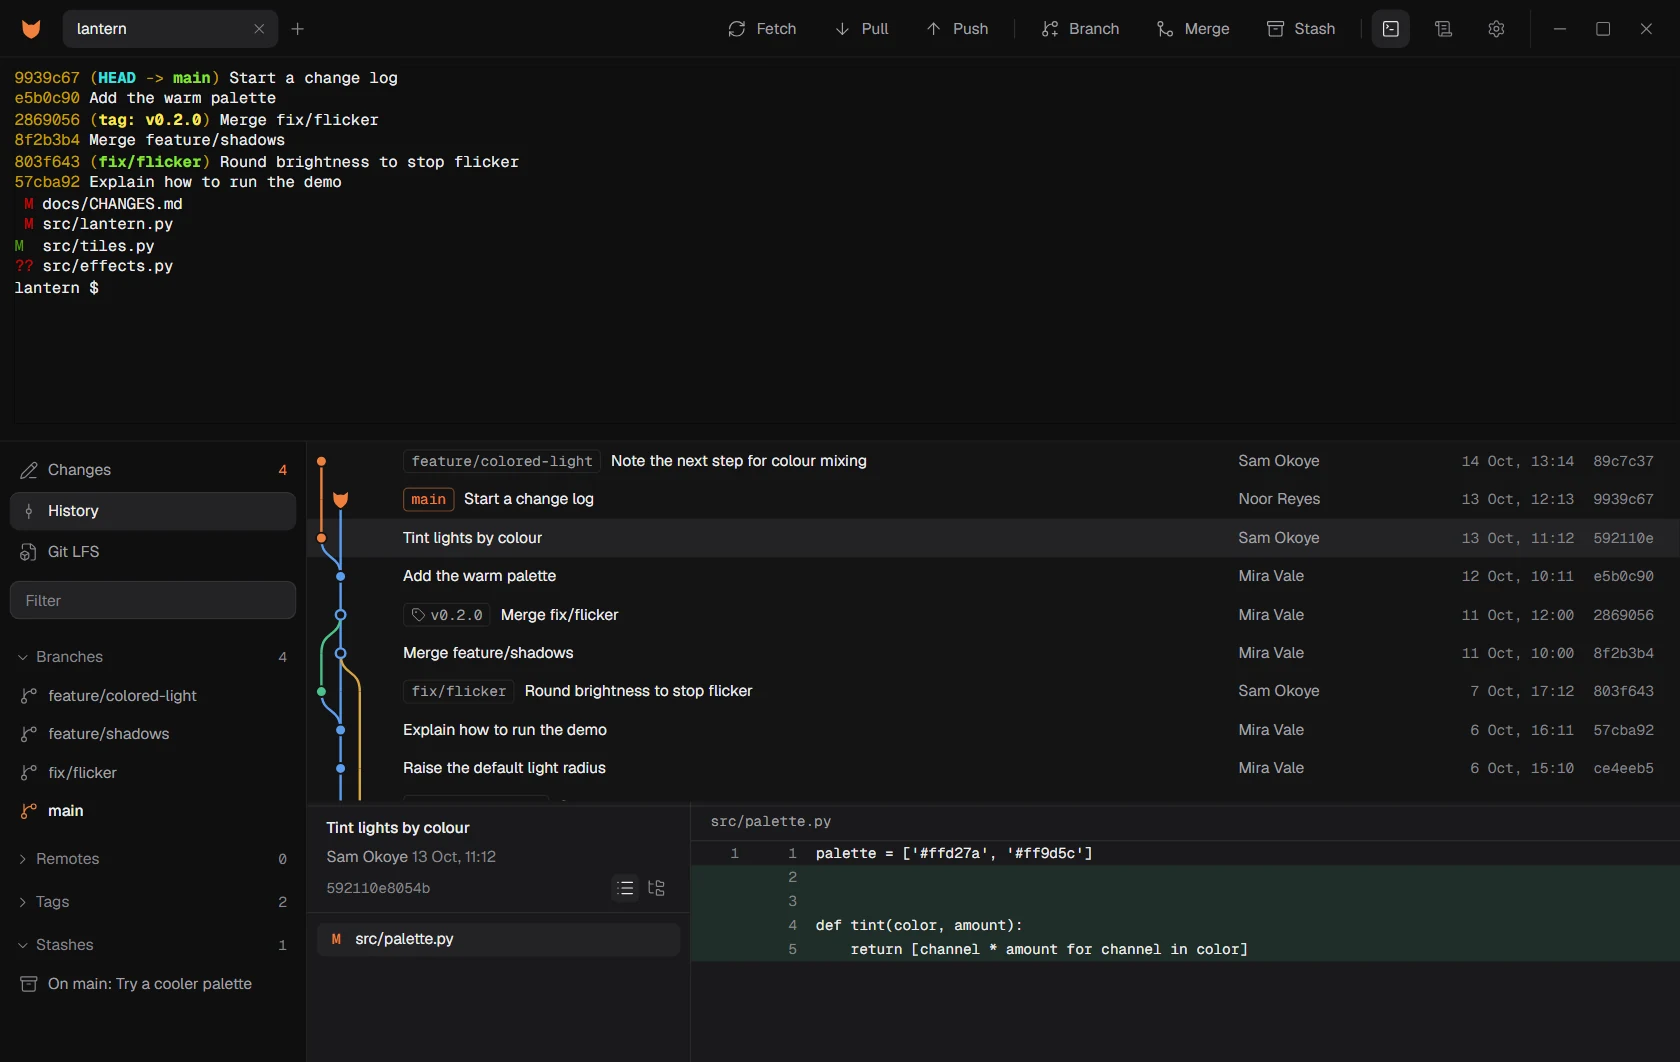 lantern
Fetch
Pull
Push
Branch
Merge
Stash
9939c67 (HEAD -> main) Start a change log
e5b0c90 Add the warm palette
2869056 (tag: v0.2.0) Merge fix/flicker
8f2b3b4 Merge feature/shadows
803f643 (fix/flicker) Round brightness to stop flicker
57cba92 Explain how to run the demo
M docs/CHANGES.md
M src/lantern.py
M src/tiles.py
?? src/effects.py
lantern $
Changes 4
History
Git LFS
Filter
Branches 4
feature/colored-light
feature/shadows
fix/flicker
main
Remotes 0
Tags 2
Stashes 1
On main: Try a cooler palette
feature/colored-light Note the next step for colour mixing Sam Okoye 14 Oct, 13:14 89c7c37
main Start a change log Noor Reyes 13 Oct, 12:13 9939c67
Tint lights by colour Sam Okoye 13 Oct, 11:12 592110e
Add the warm palette Mira Vale 12 Oct, 10:11 e5b0c90
v0.2.0 Merge fix/flicker Mira Vale 11 Oct, 12:00 2869056
Merge feature/shadows Mira Vale 11 Oct, 10:00 8f2b3b4
fix/flicker Round brightness to stop flicker Sam Okoye 7 Oct, 17:12 803f643
Explain how to run the demo Mira Vale 6 Oct, 16:11 57cba92
Raise the default light radius Mira Vale 6 Oct, 15:10 ce4eeb5
Tint lights by colour
Sam Okoye 13 Oct, 11:12
592110e8054b
M src/palette.py
src/palette.py
1 1 palette = ['#ffd27a', '#ff9d5c']
2
3
4 def tint(color, amount):
5 return [channel * amount for channel in color]